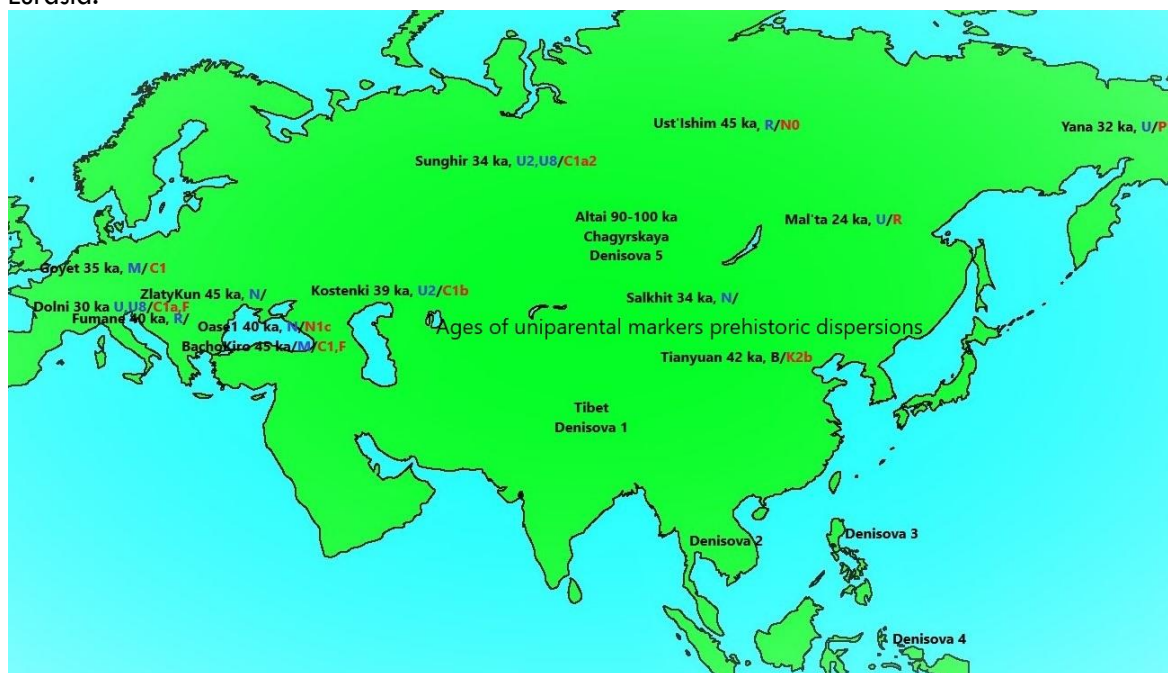 Eurasia.
Ust'Ishim 45 ka, R/N0
Yana 32 ka, U/P
Sunghir 34 ka, U2,U8/C1a2
Altai 90-100 ka
Chagyrskaya
Denisova 5
Mal'ta 24 ka, U/R
Goyet 35 ka, M/C1
ZlatyKun 45 ka, N/
Kostenki 39 ka, U2/C1b
Salkhit 34 ka, N/
Dolni 30 ka U,U8/C1a,F
Fumane 40 ka, R/
Oase1 40 ka, N/N1c
Ages of uniparental markers prehistoric dispersions
BachoKiro 45 ka/M/C1,F
Tianyuan 42 ka, B/K2b
Tibet
Denisova 1
Denisova 2
Denisova 3
Denisova 4